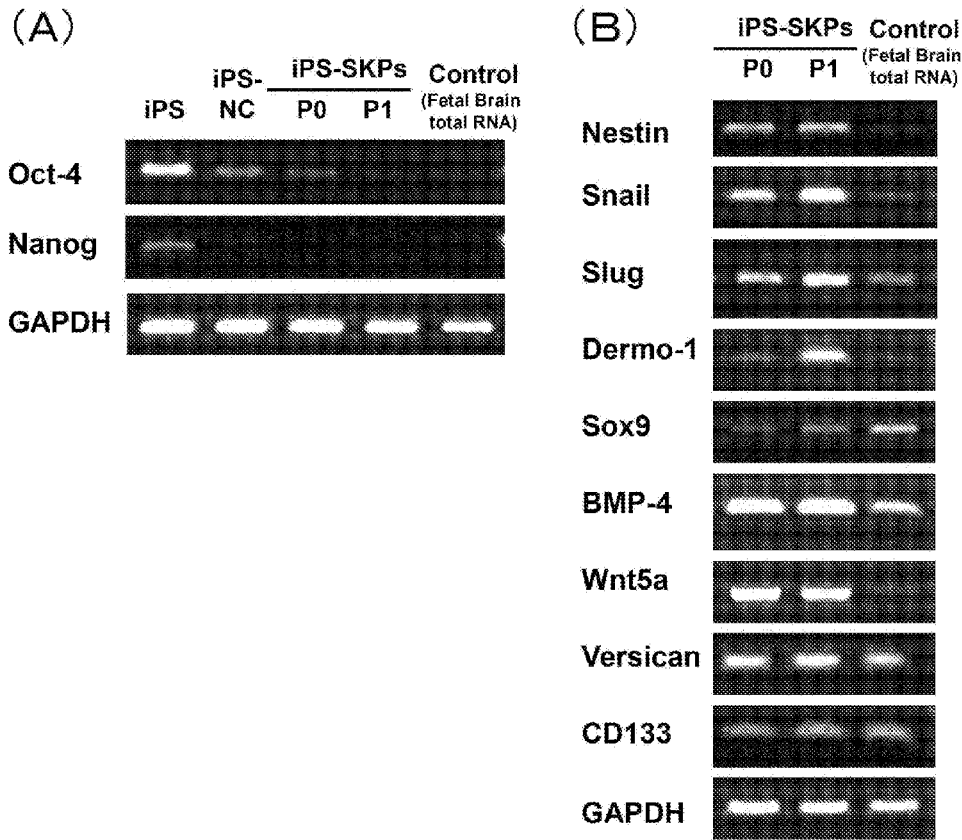 (A)
iPS
iPS-
NC
iPS-SKPs
P0 P1
Control
(Fetal Brain
total RNA)
Oct-4
Nanog
GAPDH
(B)
iPS-SKPs
P0 P1
Control
(Fetal Brain
total RNA)
Nestin
Snail
Slug
Dermo-1
Sox9
BMP-4
Wnt5a
Versican
CD133
GAPDH